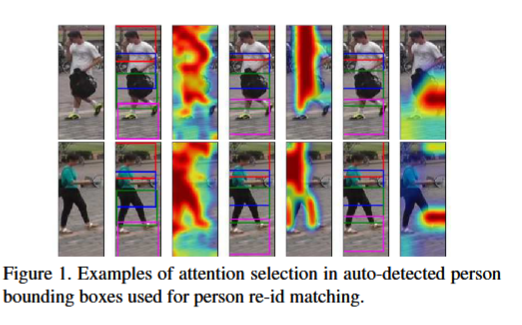 Figure 1. Examples of attention selection in auto-detected person
bounding boxes used for person re-id matching.